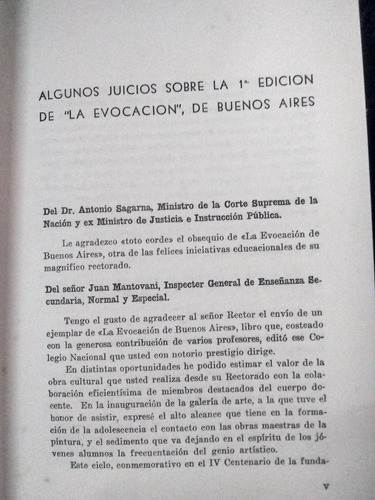 ALGUNOS JUICIOS SOBRE LA 1ª EDICION
DE "LA EVOCACION", DE BUENOS AIRES
Del Dr. Antonio Sagarna, Ministro de la Corte Suprema de la
Nación y ex Ministro de Justicia e Instrucción Pública.
Le agradezco «toto corde» el obsequio de «La Evocación de
Buenos Aires», otra de las felices iniciativas educacionales de su
magnífico rectorado.
Del señor Juan Mantovani, Inspecter General de Enseñanza Se-
cundaria, Normal y Especial.
Tengo el gusto de agradecer al señor Rector el envío de un
ejemplar de «La Evocación de Buenos Aires», libro que, costeado
con la generosa contribución de varios profesores, editó ese Co-
legio Nacional que usted con notorio prestigio dirige.
En distintas oportunidades he podido estimar el valor de la
obra cultural que usted realiza desde su Rectorado con la cola-
boración eficientísima de miembros destacados del cuerpo do-
cente. En la inauguración de la galería de arte, a la que tuve el
honor de asistir, expresé el alto alcance que tiene en la forma-
ción de la adolescencia el contacto con las obras maestras de la
pintura, y el sedimento que va dejando en el espíritu de los jó-
venes alumnos la frecuentación del genio artístico.
Este ciclo, conmemorativo en el IV Centenario de la funda-
V